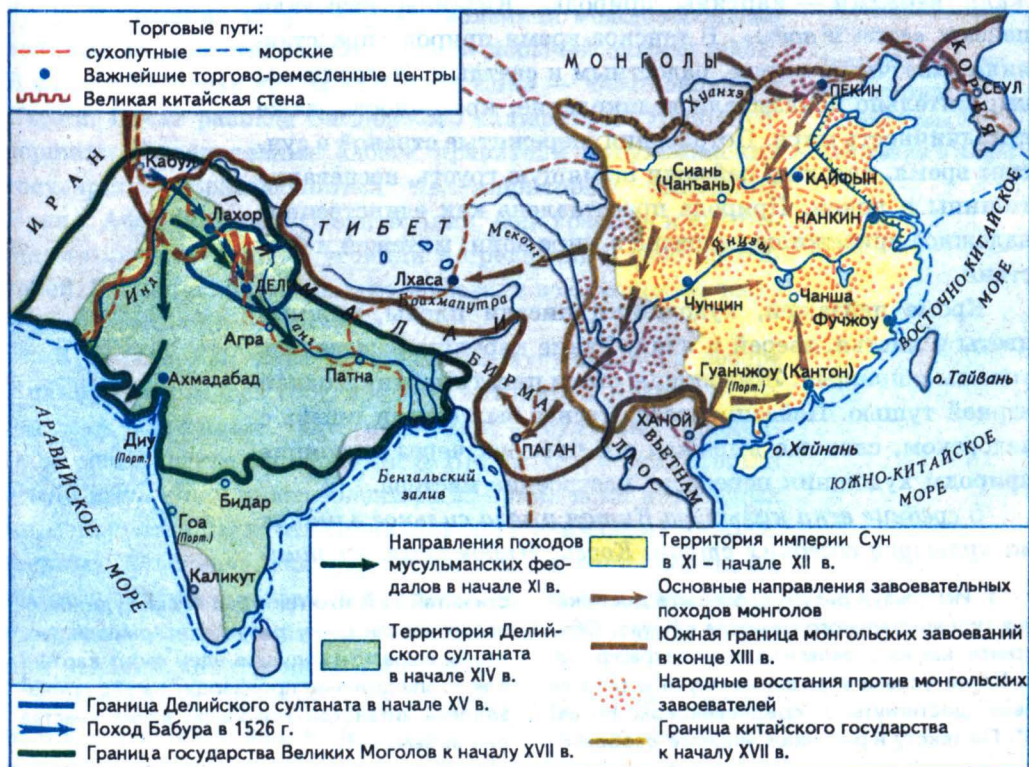 Торговые пути:
сухопутные
морские
Важнейшие торгово-ремесленные центры
Великая китайская стена
МОНГОЛЫ
Хуанхэ
ПЕКИН
КОРЕЯ
СЕУЛ
ИРАН
Кабул
Лахор
ТИБЕТ
Сиань
(Наньань)
КАЙФЫН
НАНКИН
Меконг
Янцзы
Инд
ДЕЛИ
ГИМАЛАИ
Лхаса
Брахмапутра
Чунцин
Чанша
Фучжоу
ВОСТОЧНО-КИТАЙСКОЕ
МОРЕ
Агра
Ганг
Патна
БИРМА
Гуанчжоу (Кантон)
(Порт.)
о.Тайвань
Ахмадабад
ПАГАН
ХАНОЙ
ЛАОС
ВЬЕТНАМ
о.Хайнань
Диу
(Порт.)
Бидар
Бенгальский
залив
ЮЖНО-КИТАЙСКОЕ
МОРЕ
АРАВИЙСКОЕ
МОРЕ
Гоа
(Порт.)
Каликут
Направления походов
мусульманских фео-
далов в начале XI в.
Территория Делий-
ского султаната
в начале XIV в.
Территория империи Сун
в XI — начале XII в.
Основные направления завоевательных
походов монголов
Южная граница монгольских завоеваний
в конце XIII в.
Народные восстания против монгольских
завоевателей
Граница китайского государства
к началу XVII в.
Граница Делийского султаната в начале XV в.
Поход Бабура в 1526 г.
Граница государства Великих Моголов к началу XVII в.